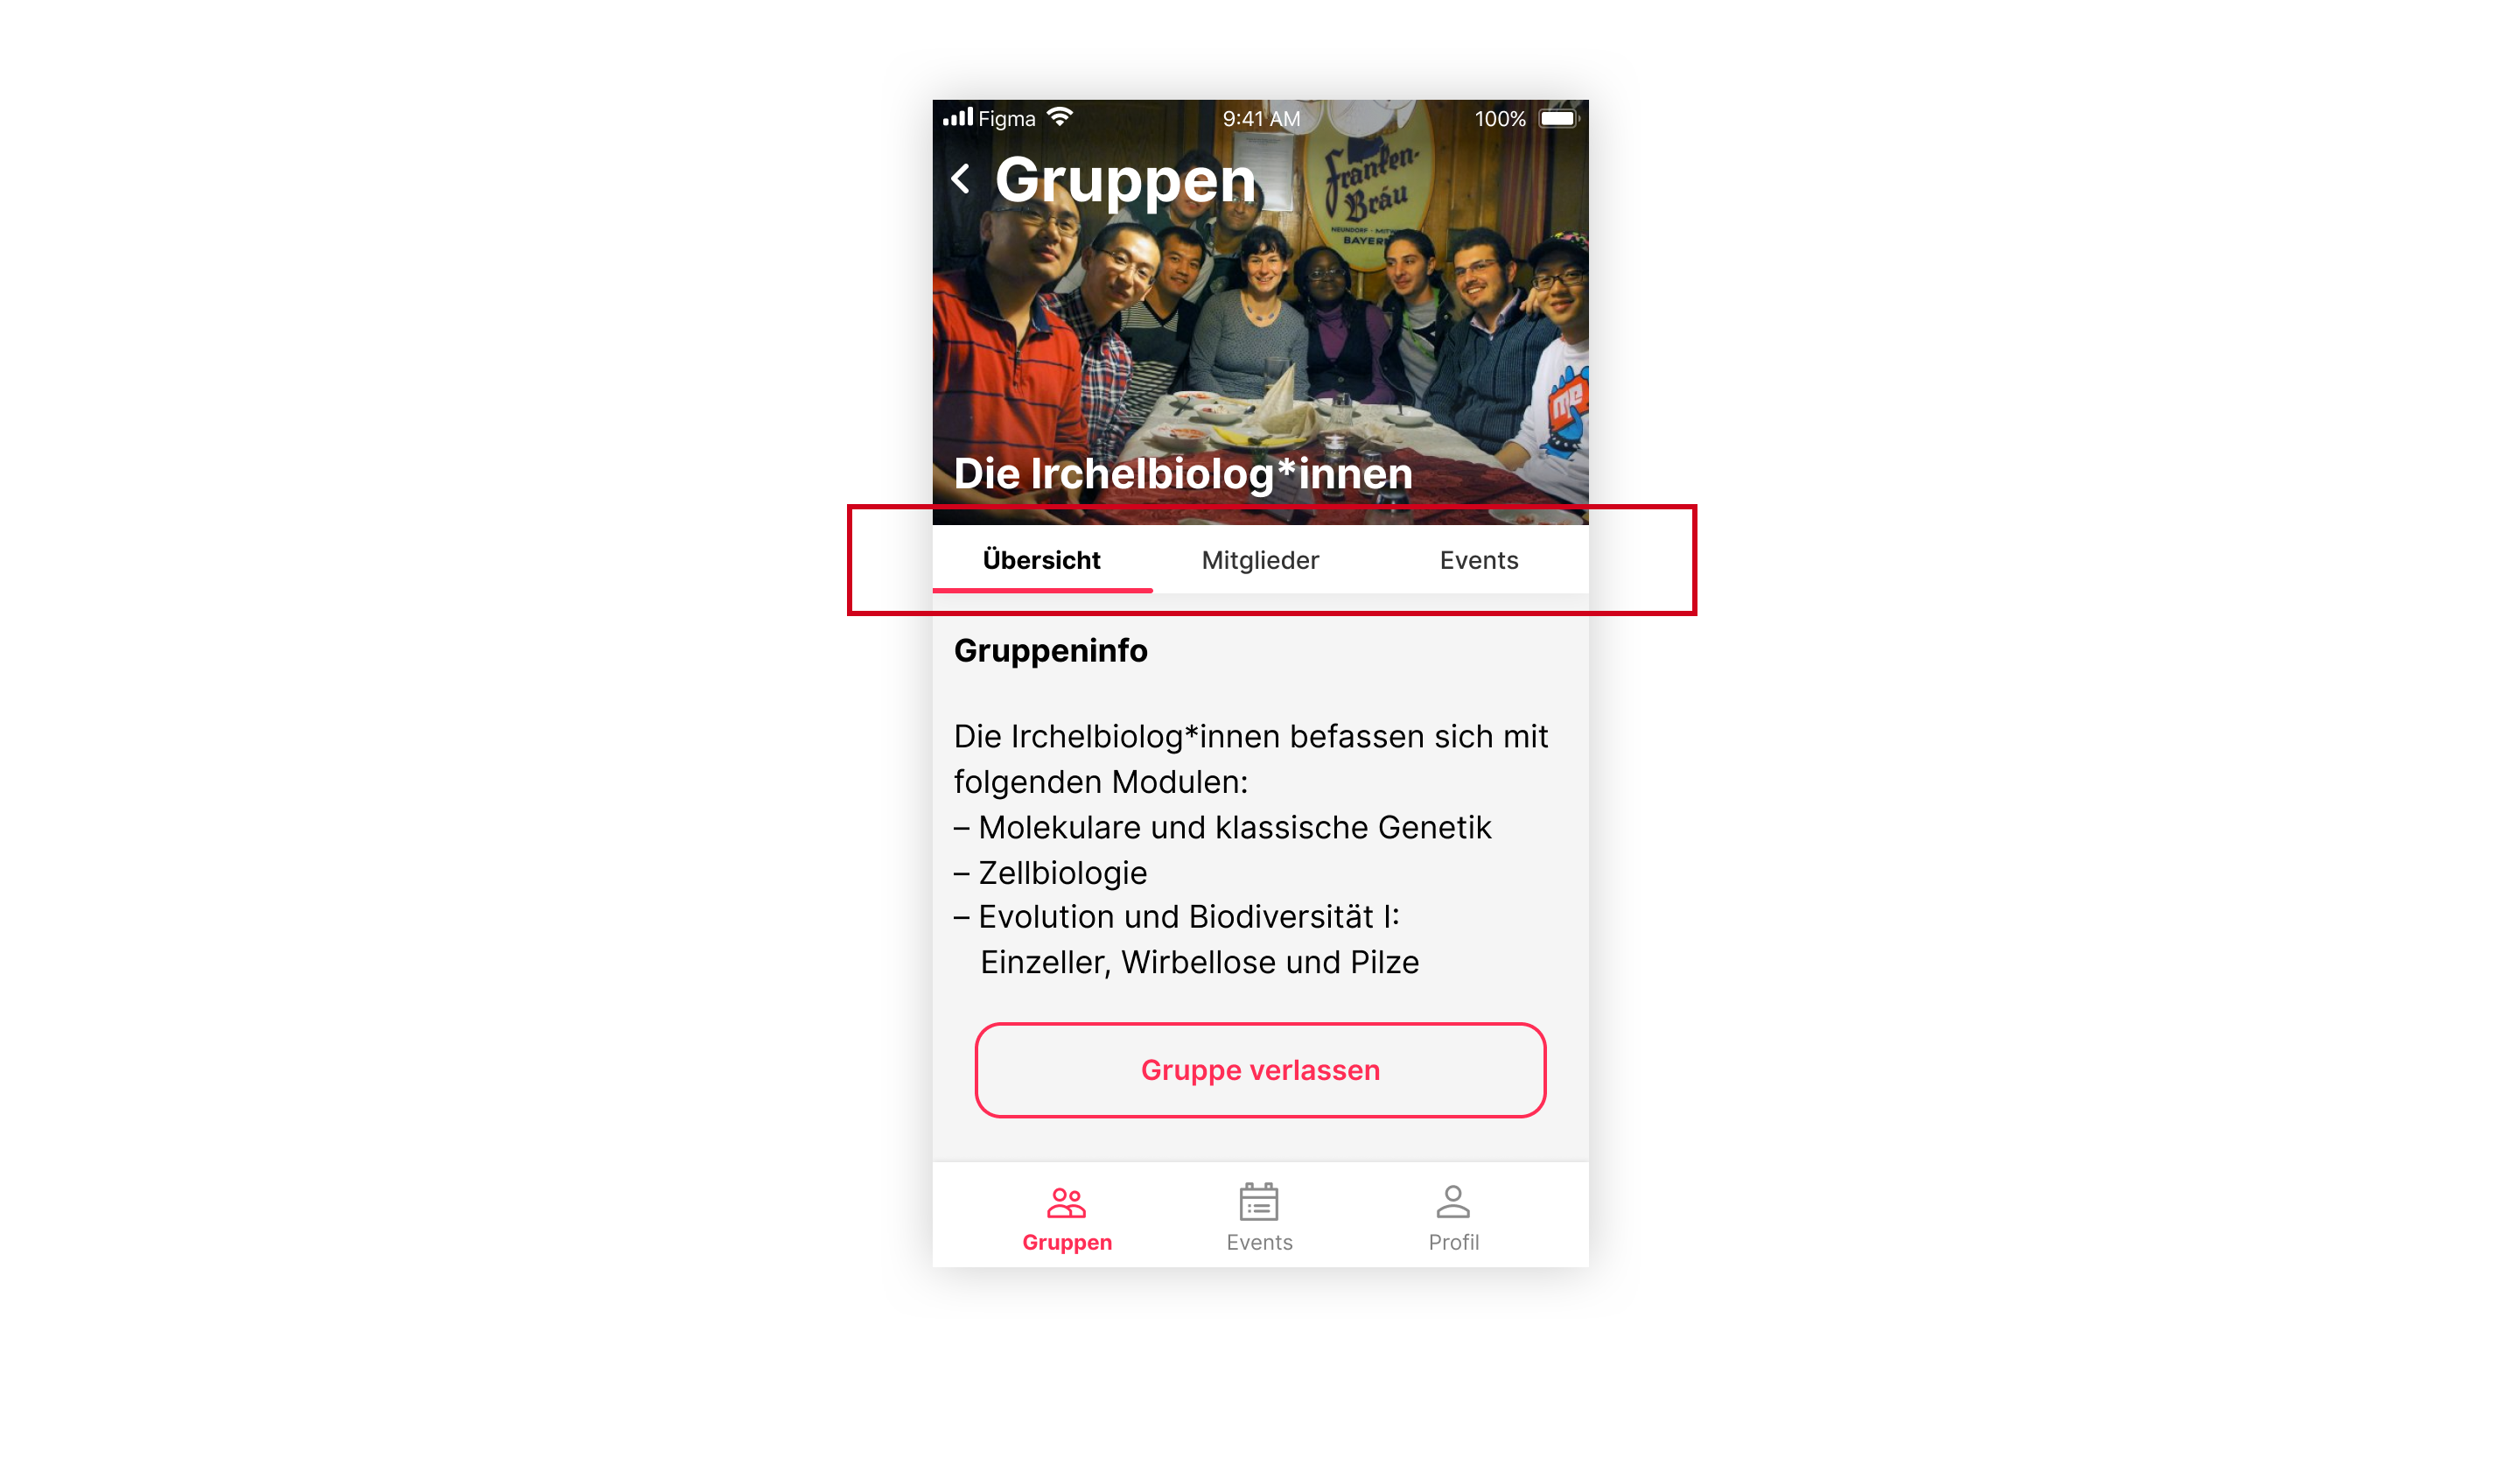 Figma
9:41 AM
100%
Gruppen
Franken-
Bräu
BAYER
Die Irchelbiolog*innen
Übersicht
Mitglieder
Events
Gruppeninfo
Die Irchelbiolog*innen befassen sich mit
folgenden Modulen:
– Molekulare und klassische Genetik
– Zellbiologie
– Evolution und Biodiversität I:
Einzeller, Wirbellose und Pilze
Gruppe verlassen
Gruppen
Events
Profil